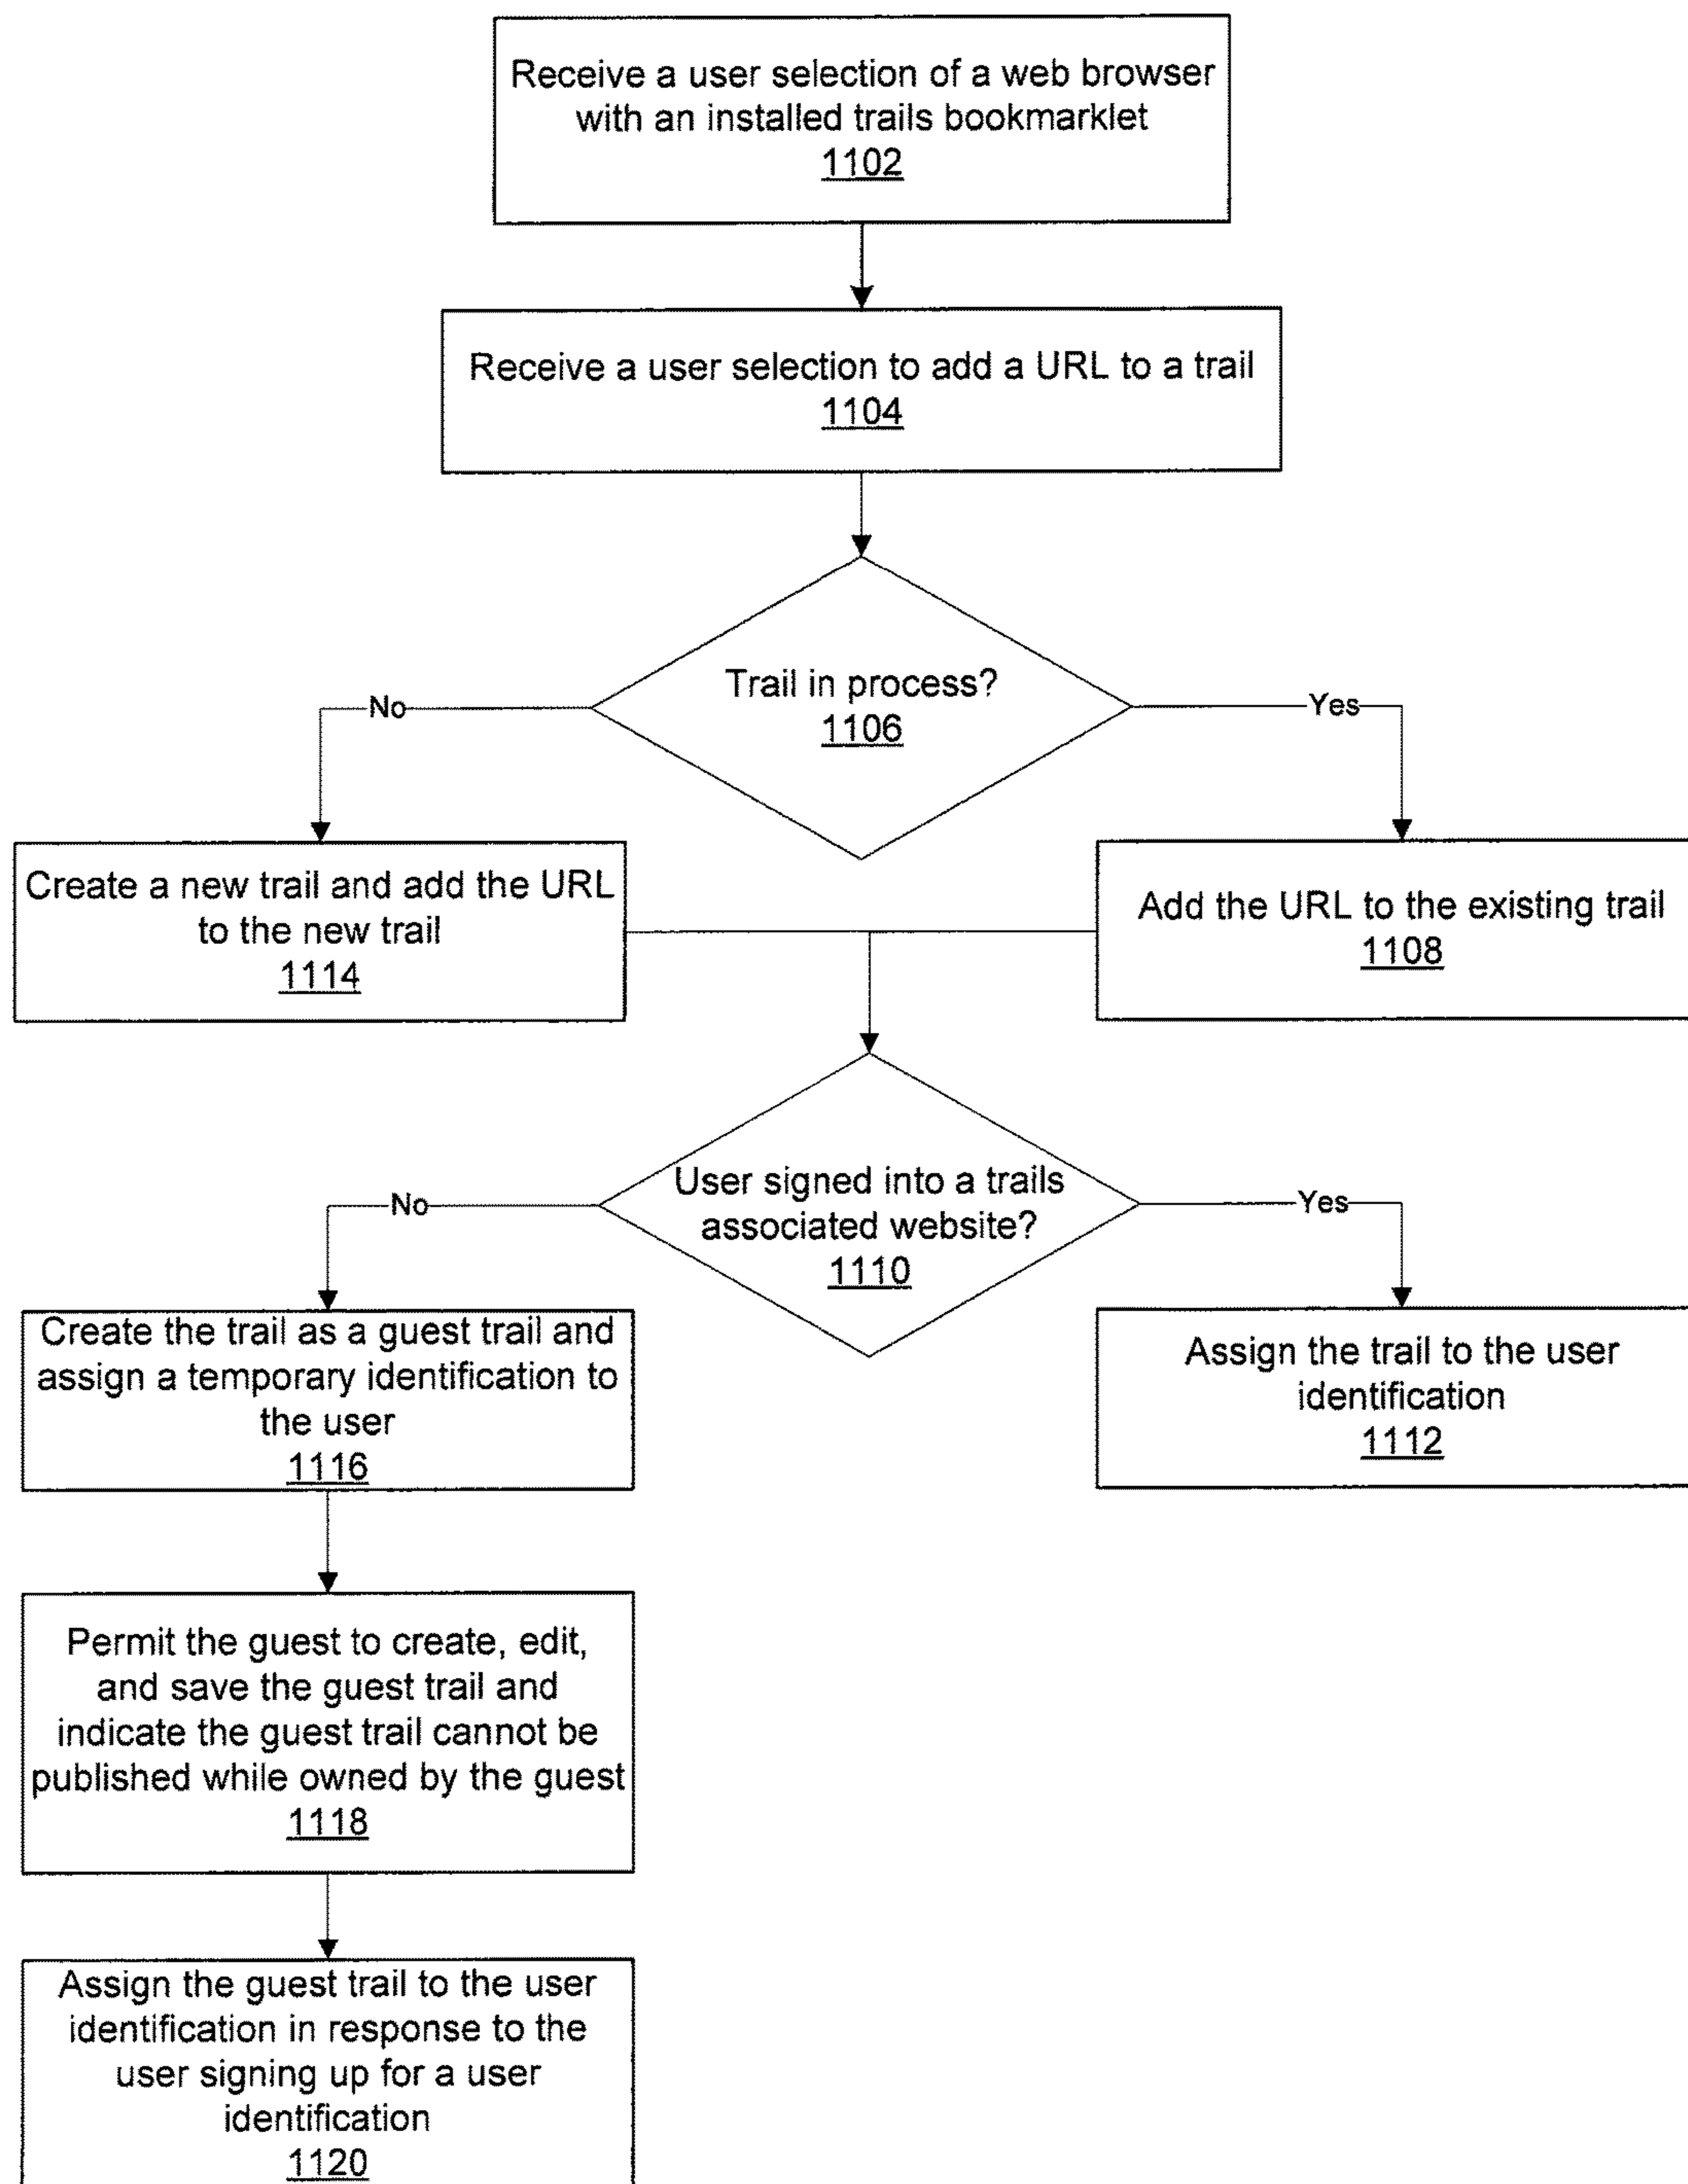 Receive a user selection of a web browser
with an installed trails bookmarklet
1102
Receive a user selection to add a URL to a trail
1104
Trail in process?
1106
No
Yes
Create a new trail and add the URL
to the new trail
1114
Add the URL to the existing trail
1108
User signed into a trails
associated website?
1110
No
Yes
Create the trail as a guest trail and
assign a temporary identification to
the user
1116
Assign the trail to the user
identification
1112
Permit the guest to create, edit,
and save the guest trail and
indicate the guest trail cannot be
published while owned by the guest
1118
Assign the guest trail to the user
identification in response to the
user signing up for a user
identification
1120